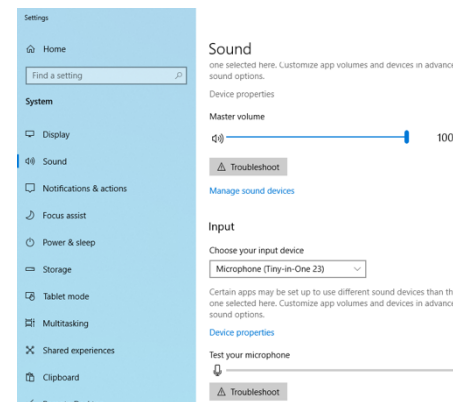 Settings
Home
Find a setting
System
Display
Sound
Notifications & actions
Focus assist
Power & sleep
Storage
Tablet mode
Multitasking
Shared experiences
Clipboard
Sound
one selected here. Customize app volumes and devices in advance
sound options.
Device properties
Master volume
100
Troubleshoot
Manage sound devices
Input
Choose your input device
Microphone (Tiny-in-One 23)
Certain apps may be set up to use different sound devices than th
one selected here. Customize app volumes and devices in advance
sound options.
Device properties
Test your microphone
Troubleshoot